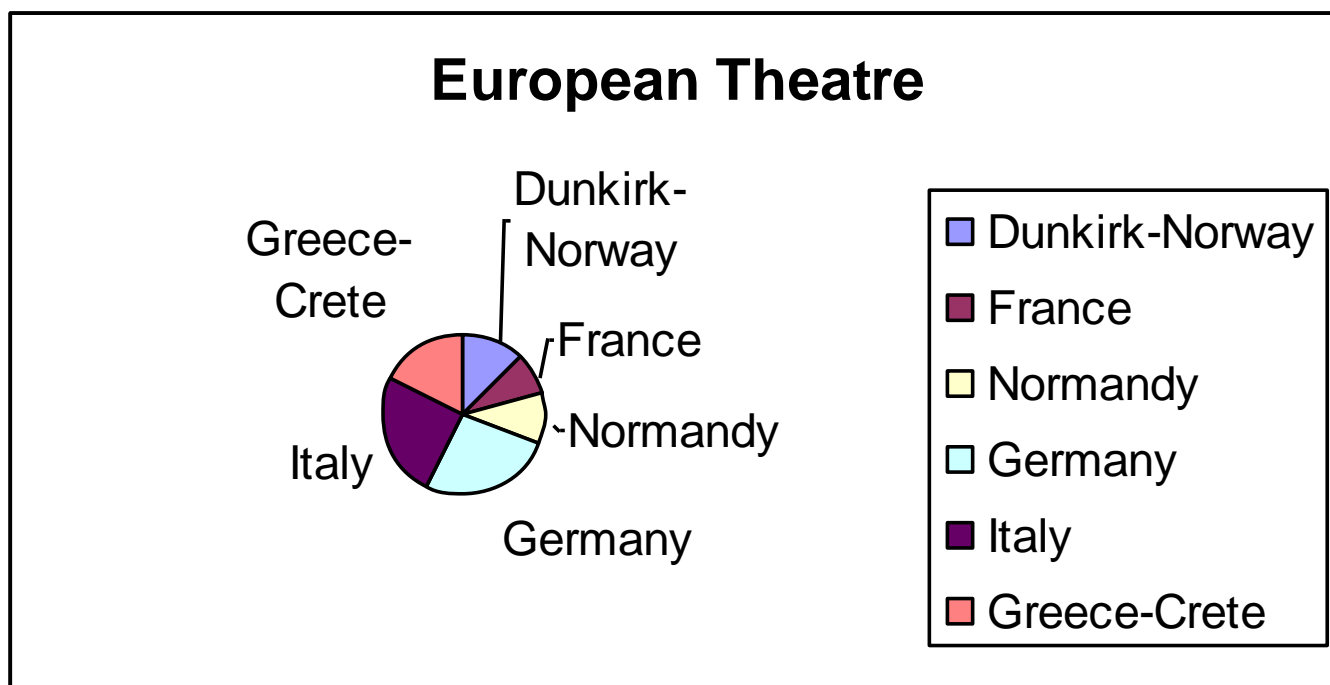 European Theatre
Dunkirk-
Norway
Greece-
Crete
France
Normandy
Italy
Germany
Dunkirk-Norway
France
Normandy
Germany
Italy
Greece-Crete